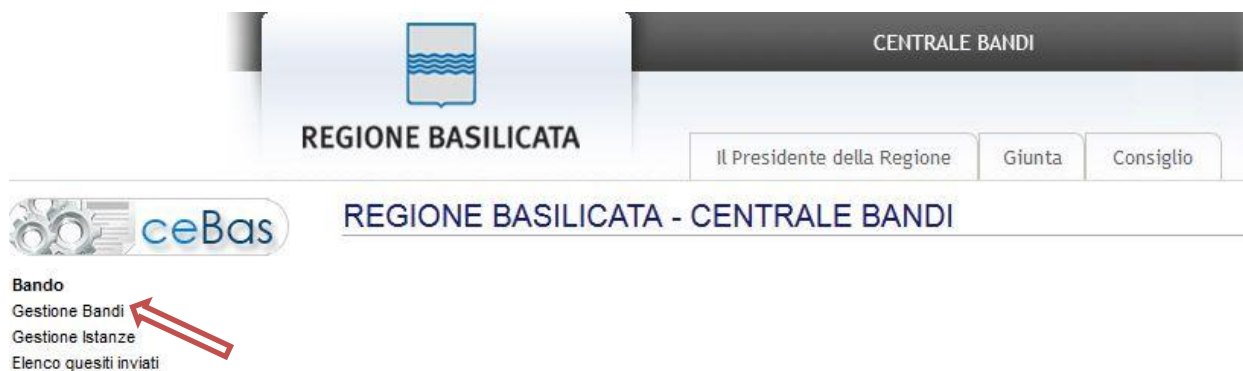 CENTRALE BANDI
REGIONE BASILICATA
Il Presidente della Regione Giunta Consiglio
ceBas
REGIONE BASILICATA - CENTRALE BANDI
Bando
Gestione Bandi
Gestione Istanze
Elenco quesiti inviati